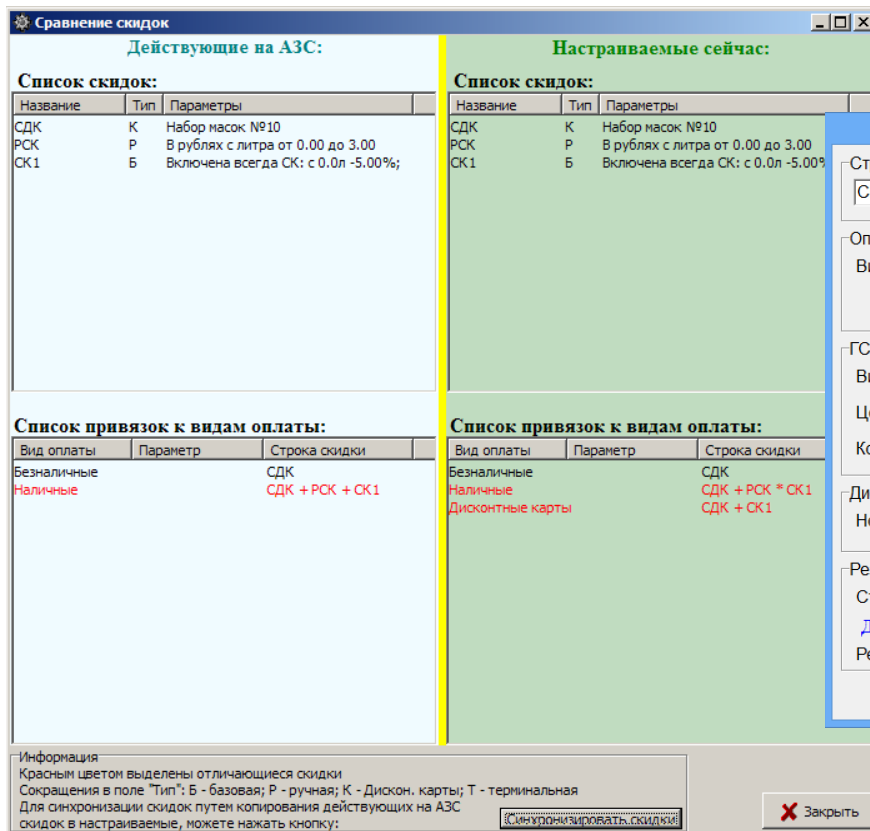 Сравнение скидок
Действующие на АЗС:
Список скидок:
Название Тип Параметры
СДК К Набор масок №10
РСК Р В рублях с литра от 0.00 до 3.00
СК1 Б Включена всегда СК: с 0.0л -5.00%;
Список привязок к видам оплаты:
Вид оплаты Параметр Строка скидки
Безналичные СДК
Наличные СДК + РСК + СК1
Настраиваемые сейчас:
Список скидок:
Название Тип Параметры
СДК К Набор масок №10
РСК Р В рублях с литра от 0.00 до 3.00
СК1 Б Включена всегда СК: с 0.0л -5.00%
Список привязок к видам оплаты:
Вид оплаты Параметр Строка скидки
Безналичные СДК
Наличные СДК + РСК * СК1
Дисконтные карты СДК + СК1
Информация
Красным цветом выделены отличающиеся скидки
Сокращения в поле "Тип": Б - базовая; Р - ручная; К - Дискон. карты; Т - терминальная
Для синхронизации скидок путем копирования действующих на АЗС
скидок в настраиваемые, можете нажать кнопку:
Синхронизировать скидки
Закрыть